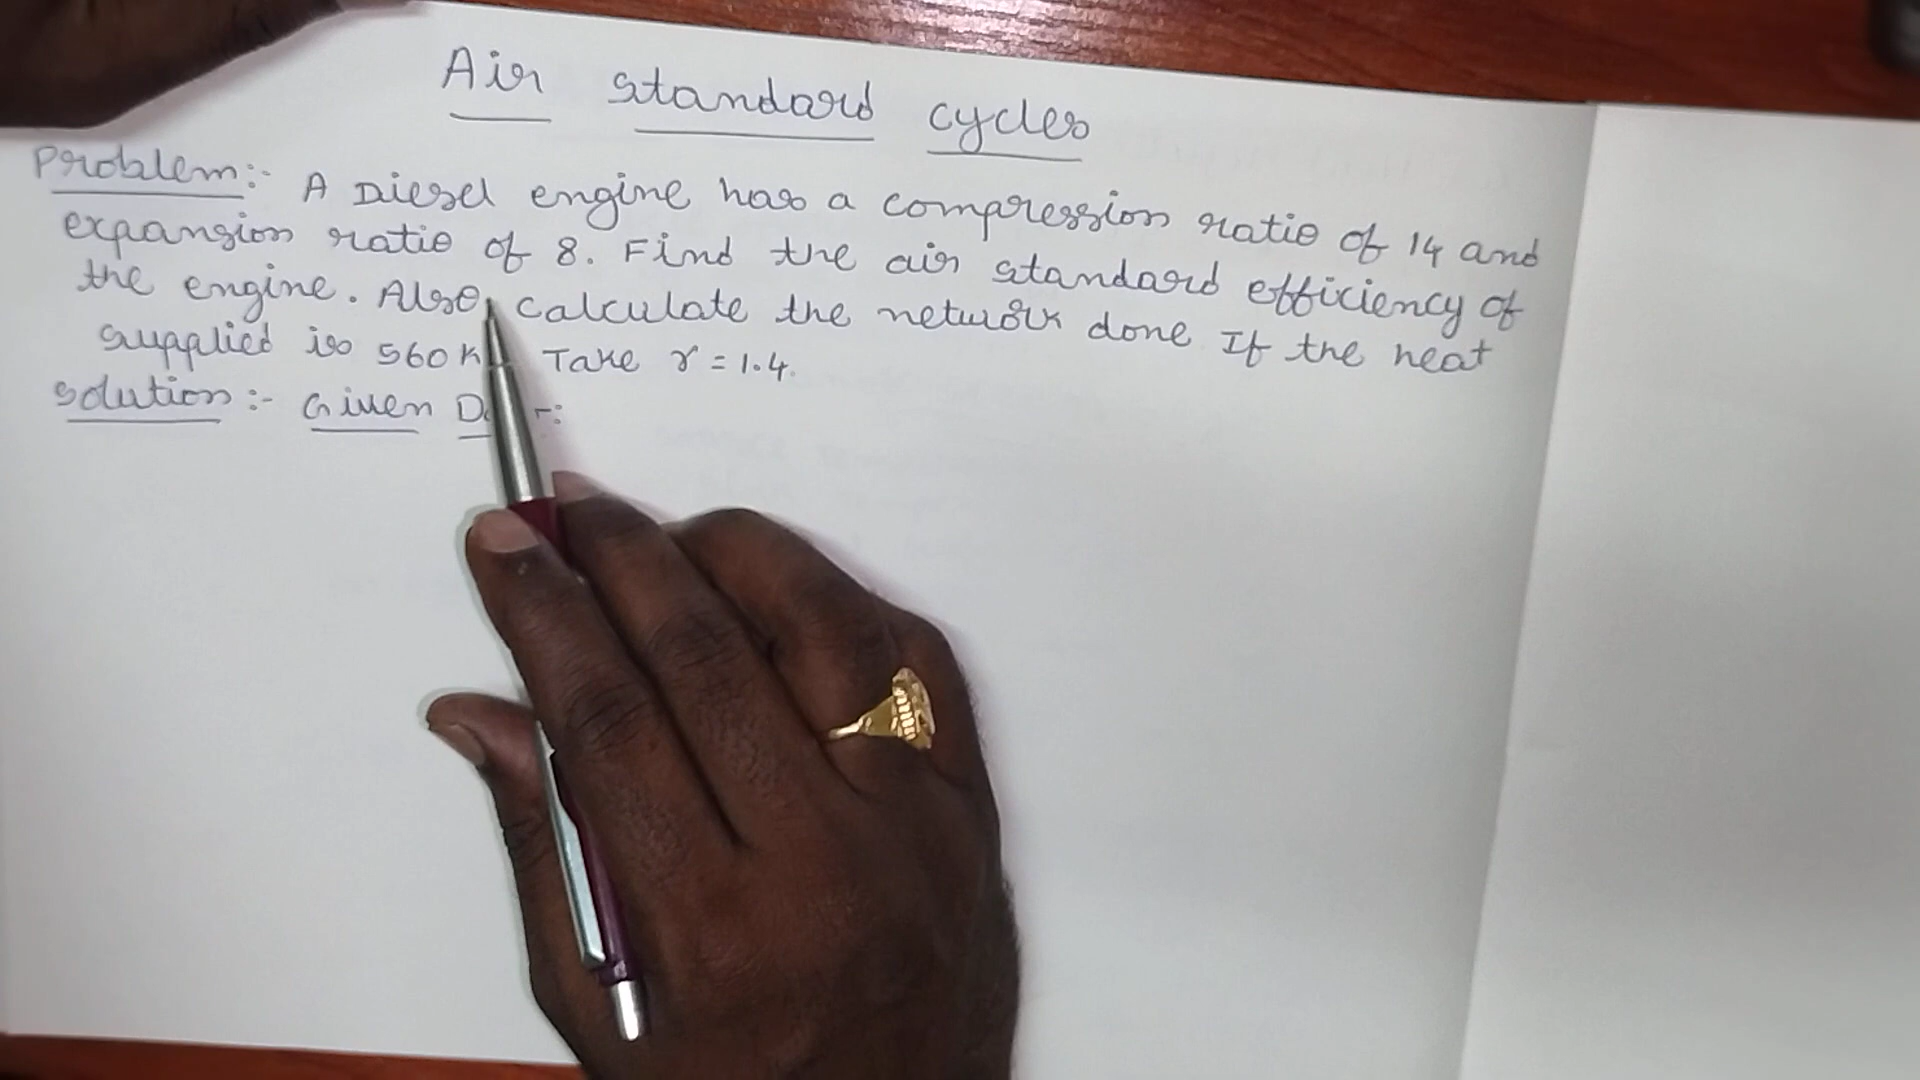 Air standard cycles
Problem:- A Diesel engine has a compression ratio of 14 and
expansion ratio of 8. Find the air standard efficiency of
the engine. Also calculate the network done If the heat
supplied is 560 Take γ = 1.4.
Solution:- Given